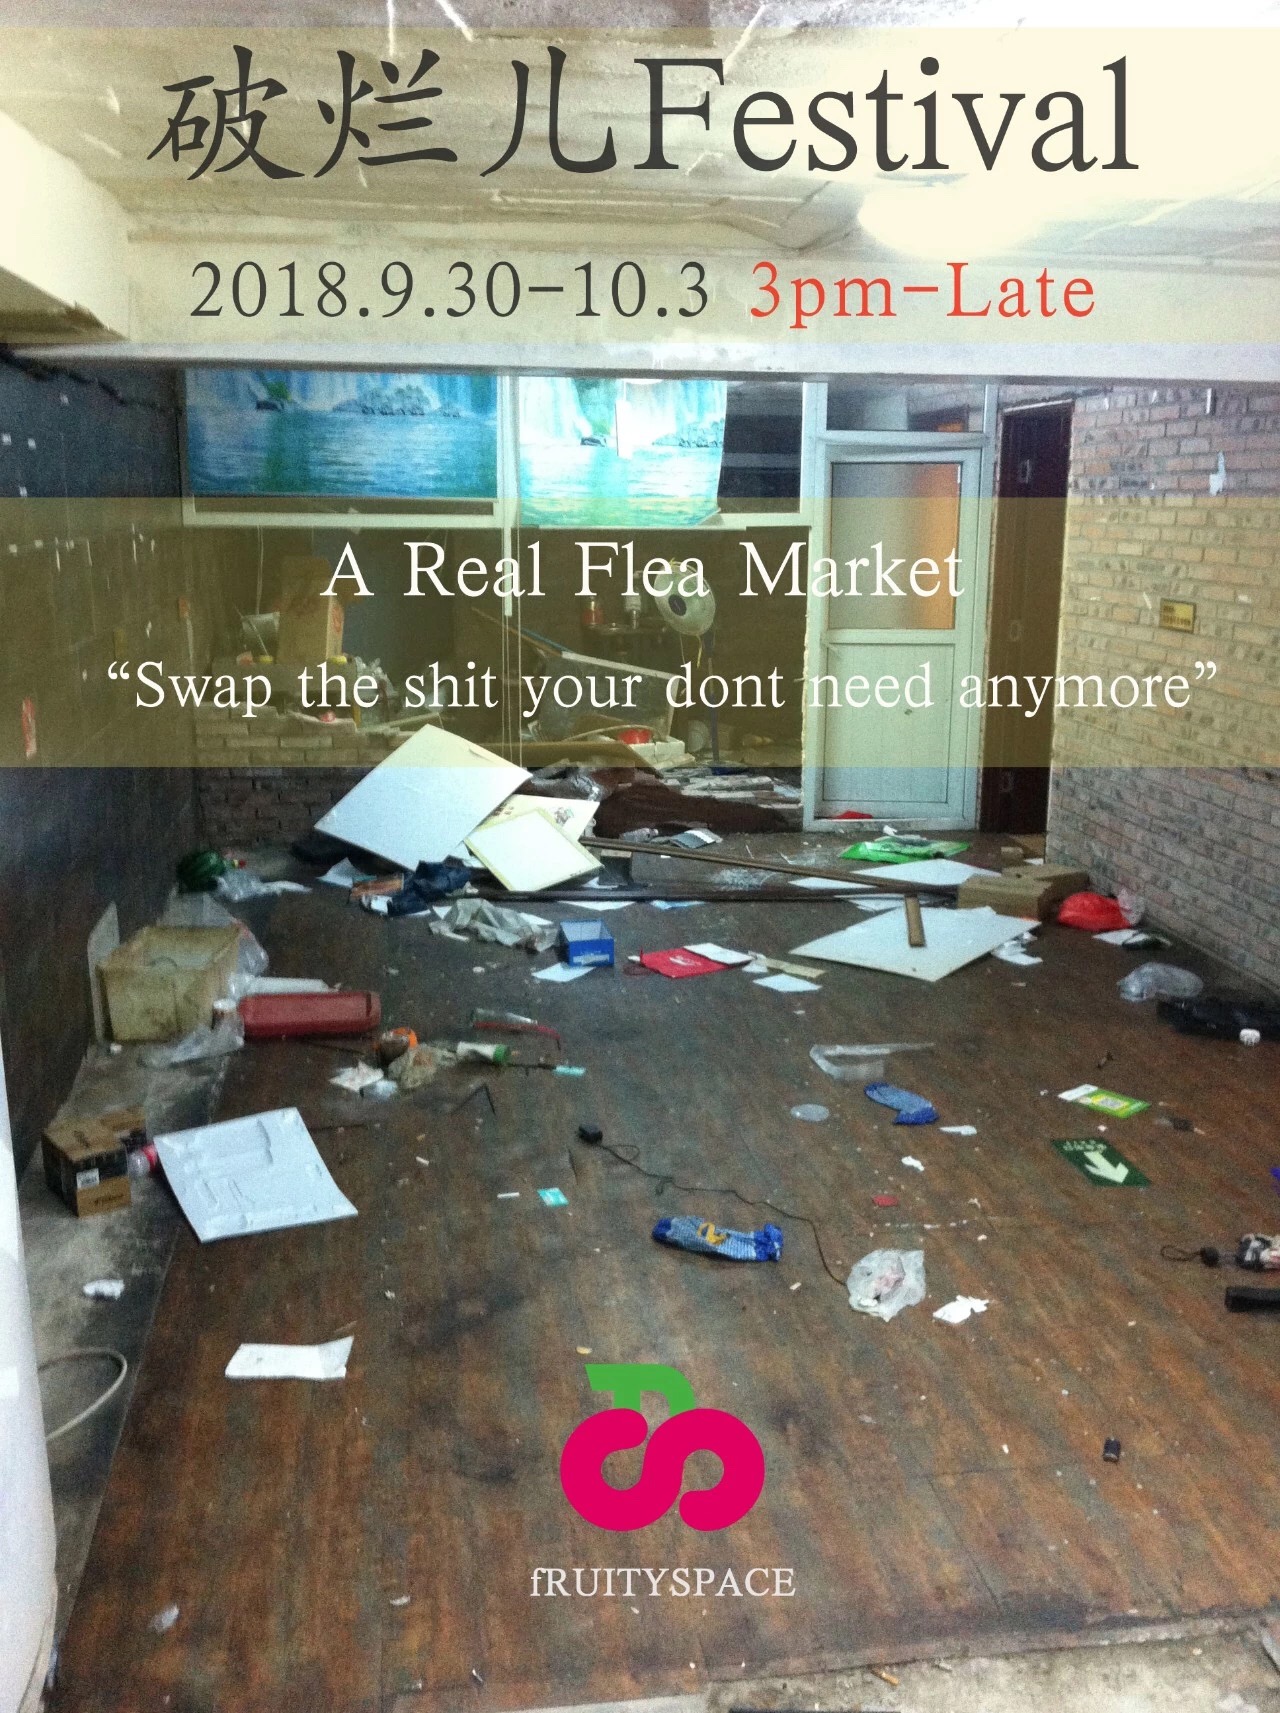 破烂儿Festival
2018.9.30-10.3 3pm-Late
A Real Flea Market
“Swap the shit your dont need anymore”
fRUITYSPACE